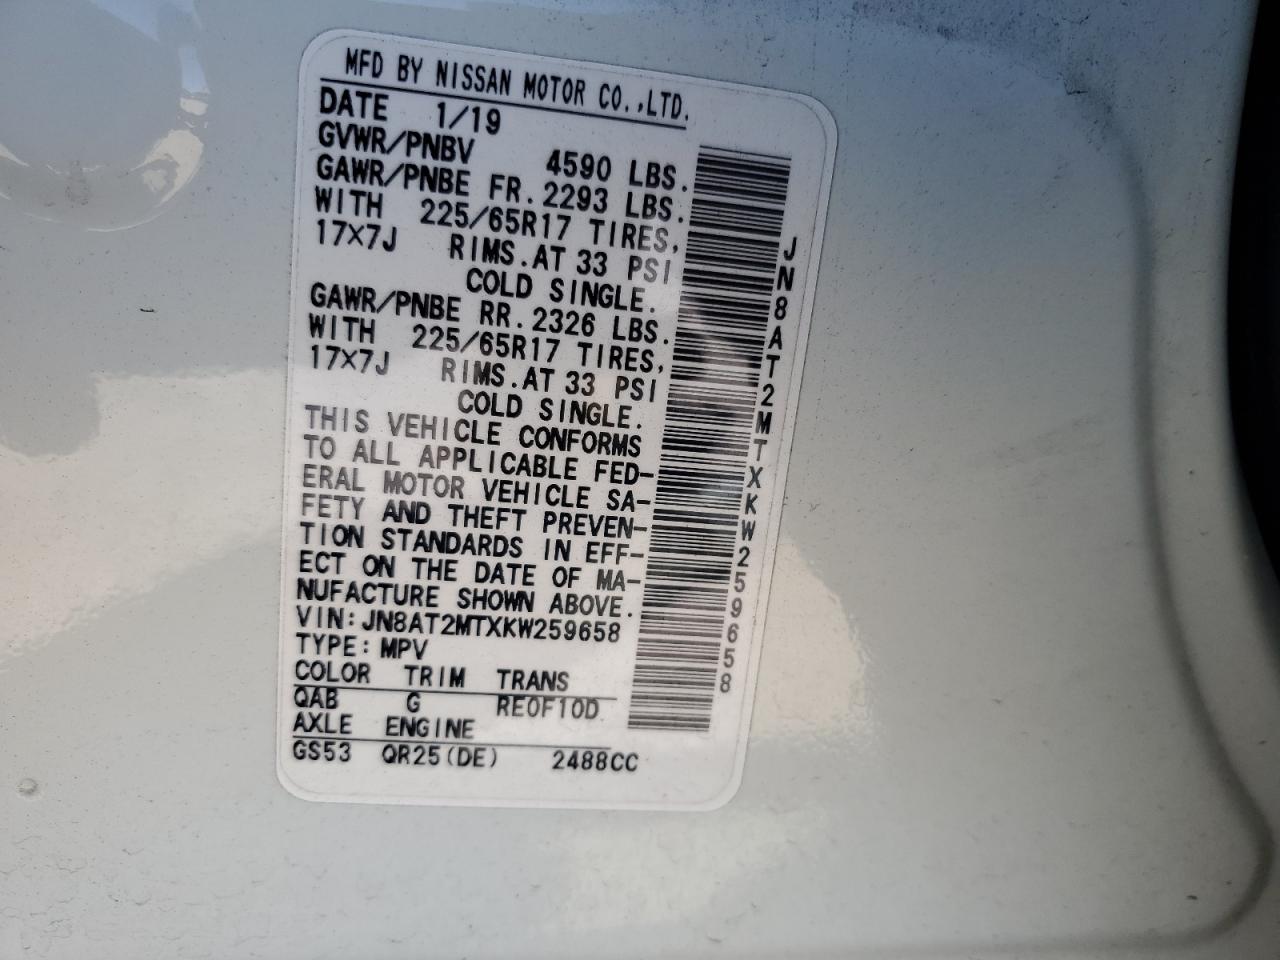 MFD BY NISSAN MOTOR CO.,LTD.
DATE 1/19
GVWR/PNBV 4590 LBS.
GAWR/PNBE FR.2293 LBS.
WITH 225/65R17 TIRES,
17X7J RIMS.AT 33 PSI
COLD SINGLE.
GAWR/PNBE RR.2326 LBS.
WITH 225/65R17 TIRES,
17X7J RIMS.AT 33 PSI
COLD SINGLE.
THIS VEHICLE CONFORMS
TO ALL APPLICABLE FED-
ERAL MOTOR VEHICLE SA-
FETY AND THEFT PREVEN-
TION STANDARDS IN EFF-
ECT ON THE DATE OF MA-
NUFACTURE SHOWN ABOVE.
VIN:JN8AT2MTXKW259658
TYPE:MPV
COLOR TRIM TRANS
QAB G RE0F10D
AXLE ENGINE
GS53 QR25(DE) 2488CC
JN8AT2MTXKW259658